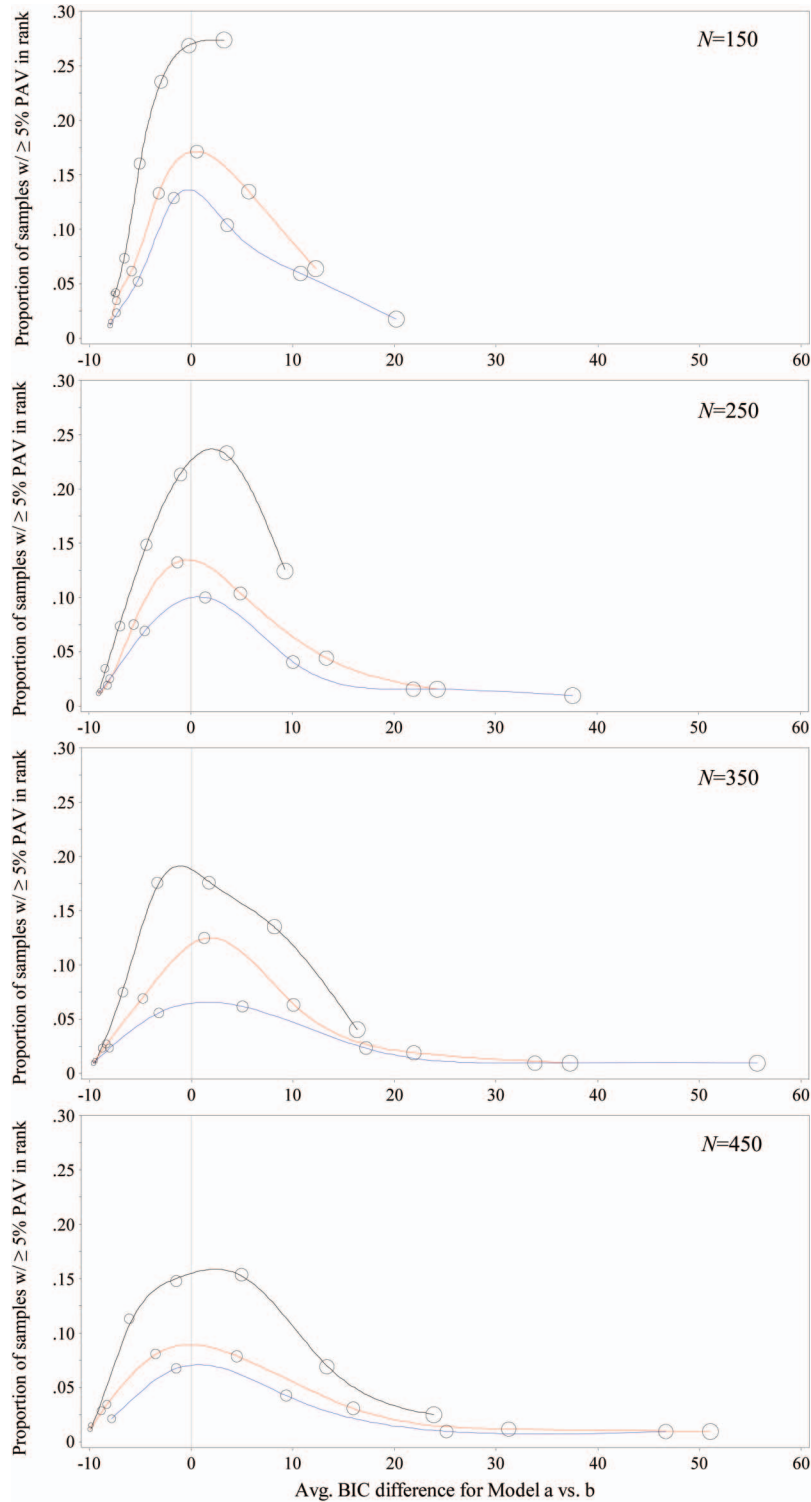 N=150
Proportion of samples w/ ≥ 5% PAV in rank
.30
.25
.20
.15
.10
.05
0
-10 0 10 20 30 40 50 60
N=250
Proportion of samples w/ ≥ 5% PAV in rank
.30
.25
.20
.15
.10
.05
0
-10 0 10 20 30 40 50 60
N=350
Proportion of samples w/ ≥ 5% PAV in rank
.30
.25
.20
.15
.10
.05
0
-10 0 10 20 30 40 50 60
N=450
Proportion of samples w/ ≥ 5% PAV in rank
.30
.25
.20
.15
.10
.05
0
-10 0 10 20 30 40 50 60
Avg. BIC difference for Model a vs. b